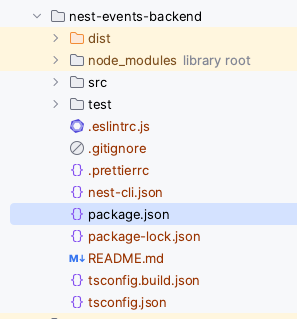 nest-events-backend
dist
node_modules library root
src
test
.eslintrc.js
.gitignore
.prettierrc
nest-cli.json
package.json
package-lock.json
M↓ README.md
tsconfig.build.json
tsconfig.json